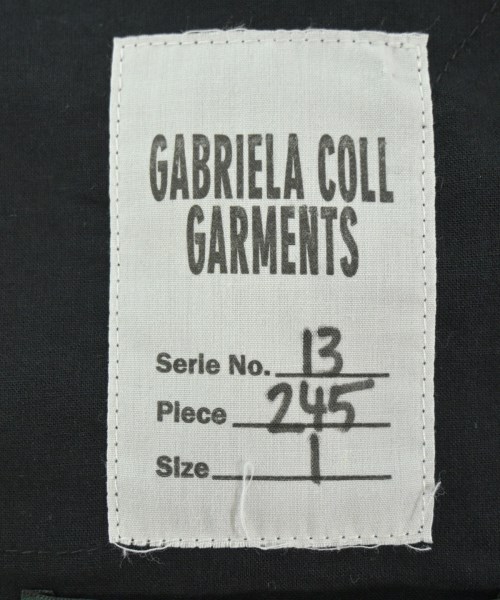 GABRIELA COLL
GARMENTS
Serie No. 13
Piece 245
Size 1